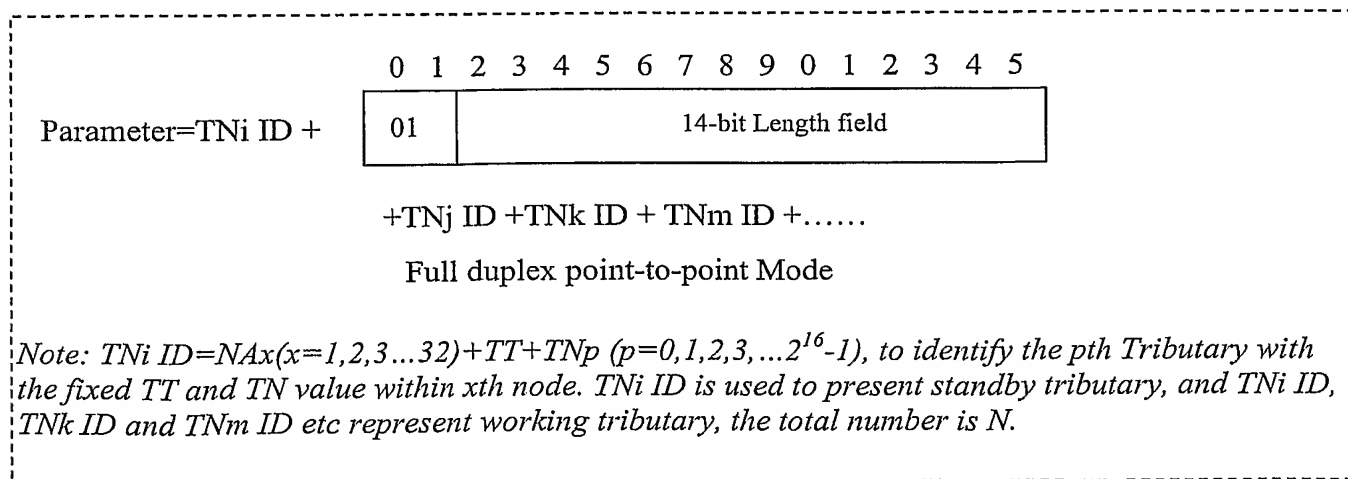 0 1 2 3 4 5 6 7 8 9 0 1 2 3 4 5
Parameter=TNi ID + 01 14-bit Length field
+TNj ID +TNk ID + TNm ID +……
Full duplex point-to-point Mode
Note: TNi ID=NAx(x=1,2,3...32)+TT+TNp (p=0,1,2,3,...2¹⁶-1), to identify the pth Tributary with
the fixed TT and TN value within xth node. TNi ID is used to present standby tributary, and TNi ID,
TNk ID and TNm ID etc represent working tributary, the total number is N.